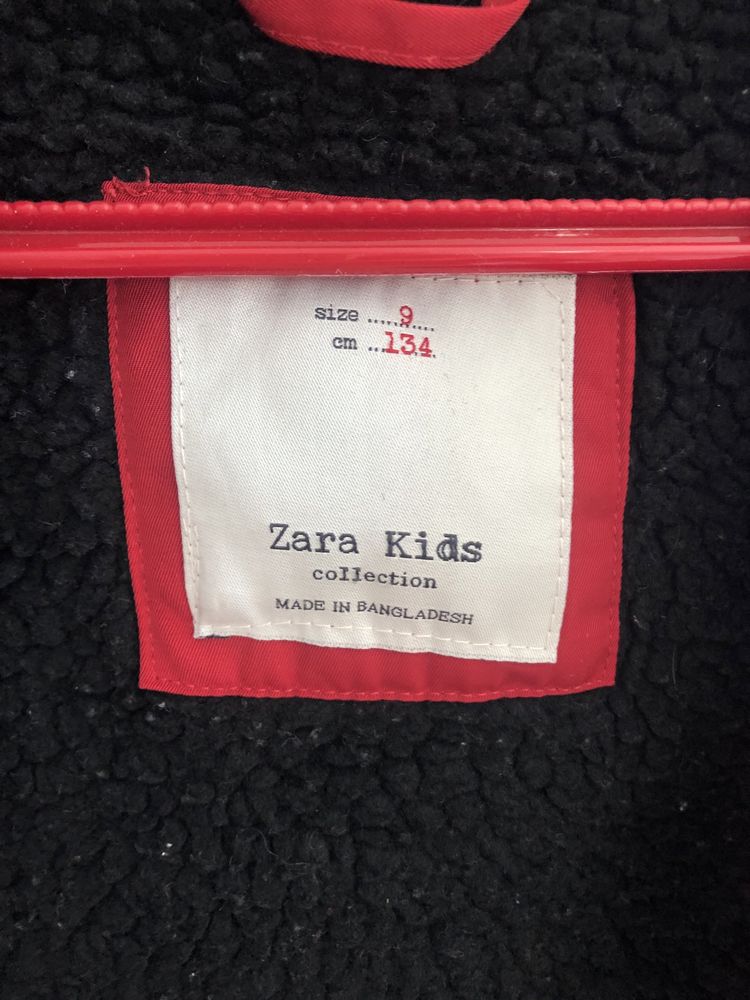 size ......9....
cm ...134.
Zara Kids
collection
MADE IN BANGLADESH